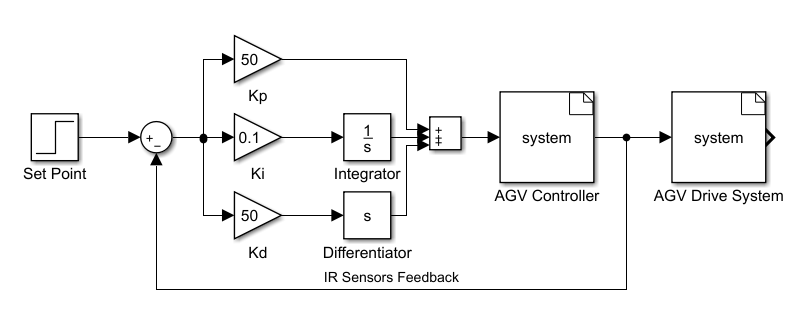 50
Kp
Set Point
+
−
0.1
Ki
1
s
Integrator
+
+
+
system
AGV Controller
system
AGV Drive System
50
Kd
s
Differentiator
IR Sensors Feedback